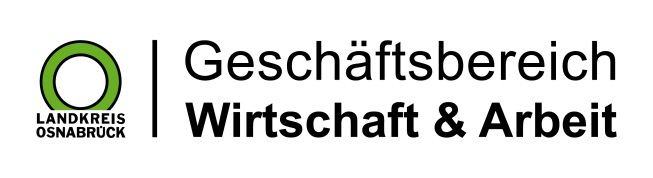 LANDKREIS
OSNABRÜCK
Geschäftsbereich
Wirtschaft & Arbeit